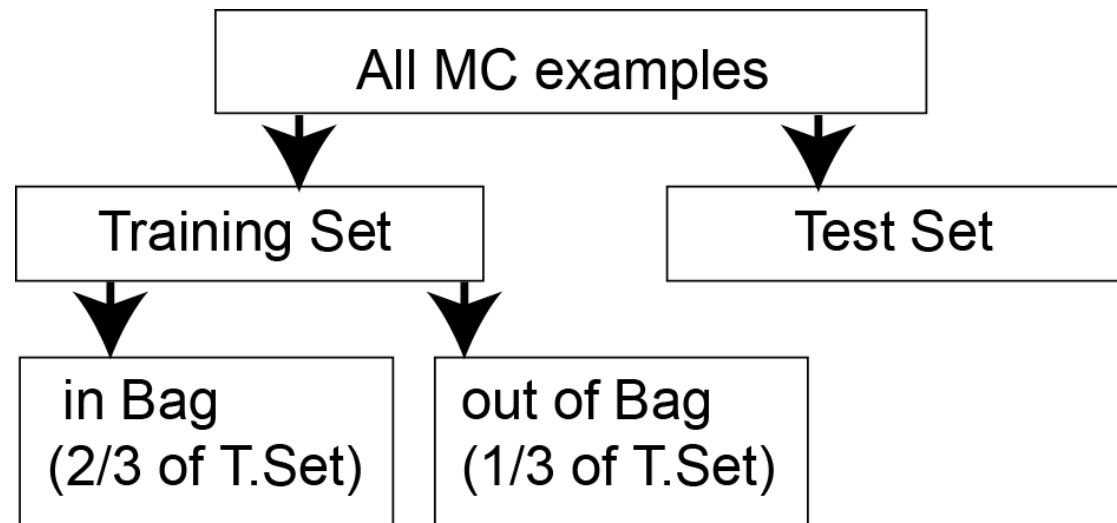 All MC examples
Training Set
Test Set
in Bag
(2/3 of T.Set)
out of Bag
(1/3 of T.Set)